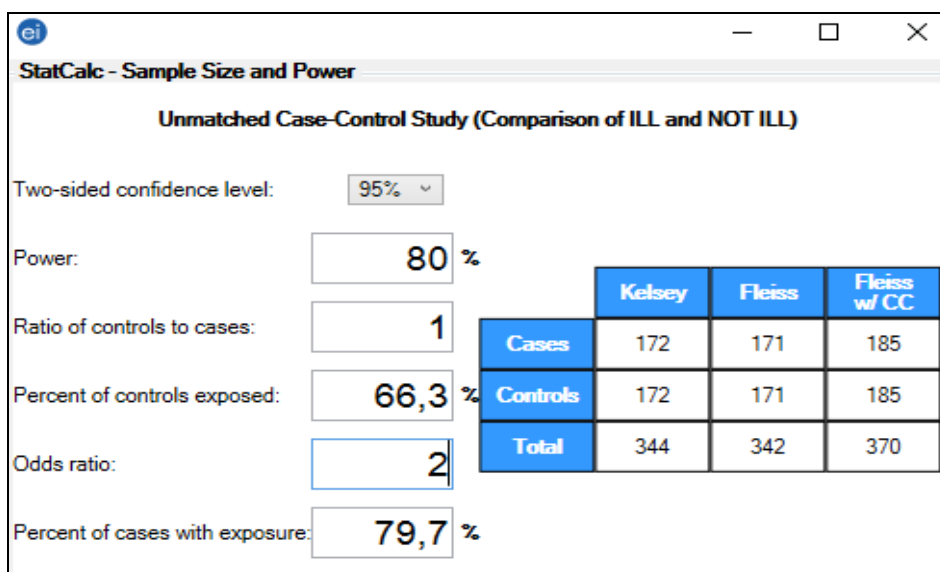 ei
StatCalc - Sample Size and Power
Unmatched Case-Control Study (Comparison of ILL and NOT ILL)
Two-sided confidence level: 95%
Power: 80 %
Ratio of controls to cases: 1
Percent of controls exposed: 66,3 %
Odds ratio: 2
Percent of cases with exposure: 79,7 %
Kelsey Fleiss Fleiss w/ CC
Cases 172 171 185
Controls 172 171 185
Total 344 342 370